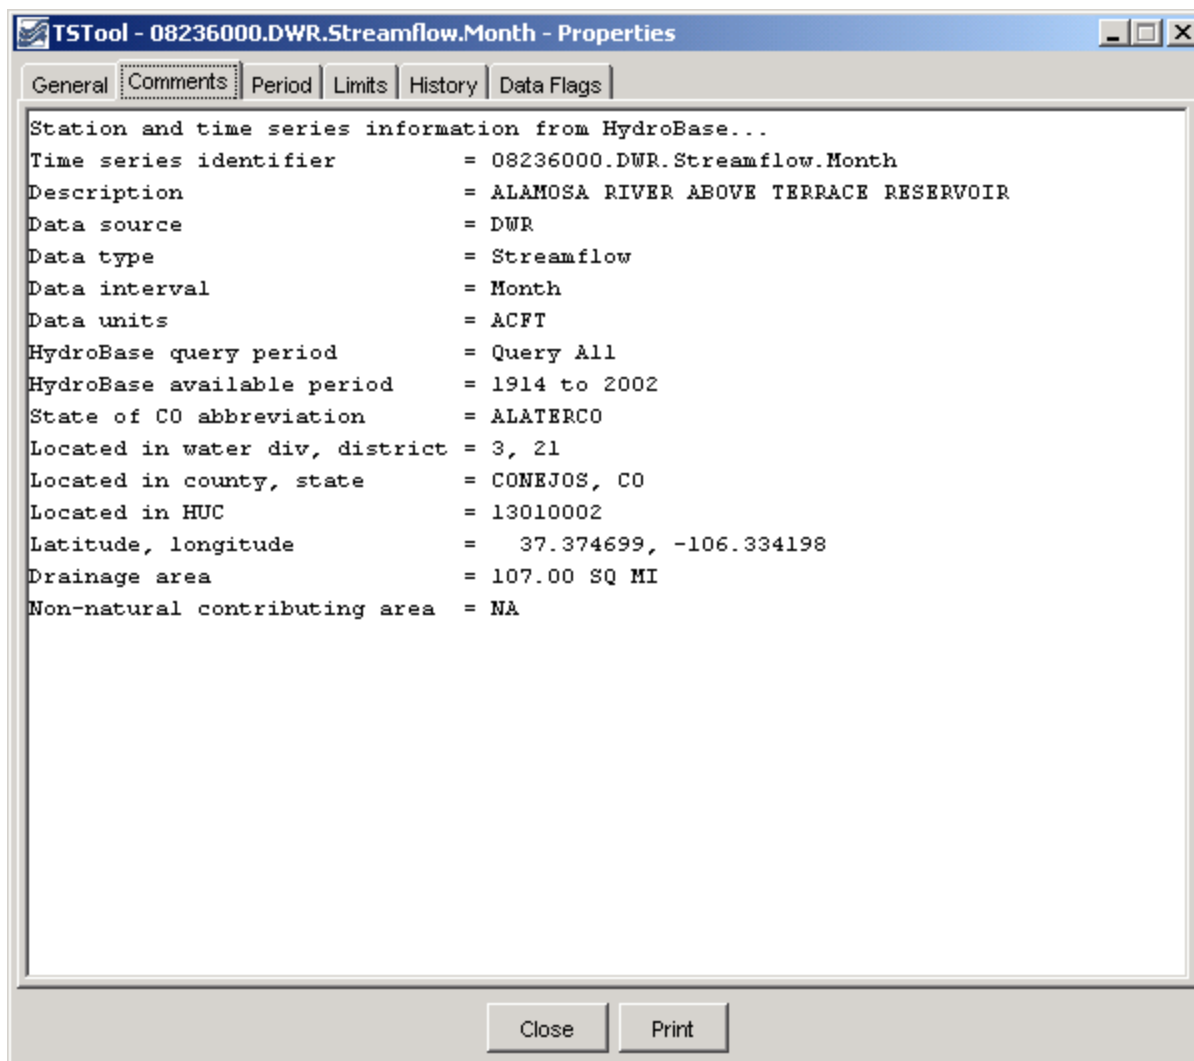 TSTool - 08236000.DWR.Streamflow.Month - Properties
General Comments Period Limits History Data Flags
Station and time series information from HydroBase...
Time series identifier = 08236000.DWR.Streamflow.Month
Description = ALAMOSA RIVER ABOVE TERRACE RESERVOIR
Data source = DWR
Data type = Streamflow
Data interval = Month
Data units = ACFT
HydroBase query period = Query All
HydroBase available period = 1914 to 2002
State of CO abbreviation = ALATERCO
Located in water div, district = 3, 21
Located in county, state = CONEJOS, CO
Located in HUC = 13010002
Latitude, longitude = 37.374699, -106.334198
Drainage area = 107.00 SQ MI
Non-natural contributing area = NA
Close Print